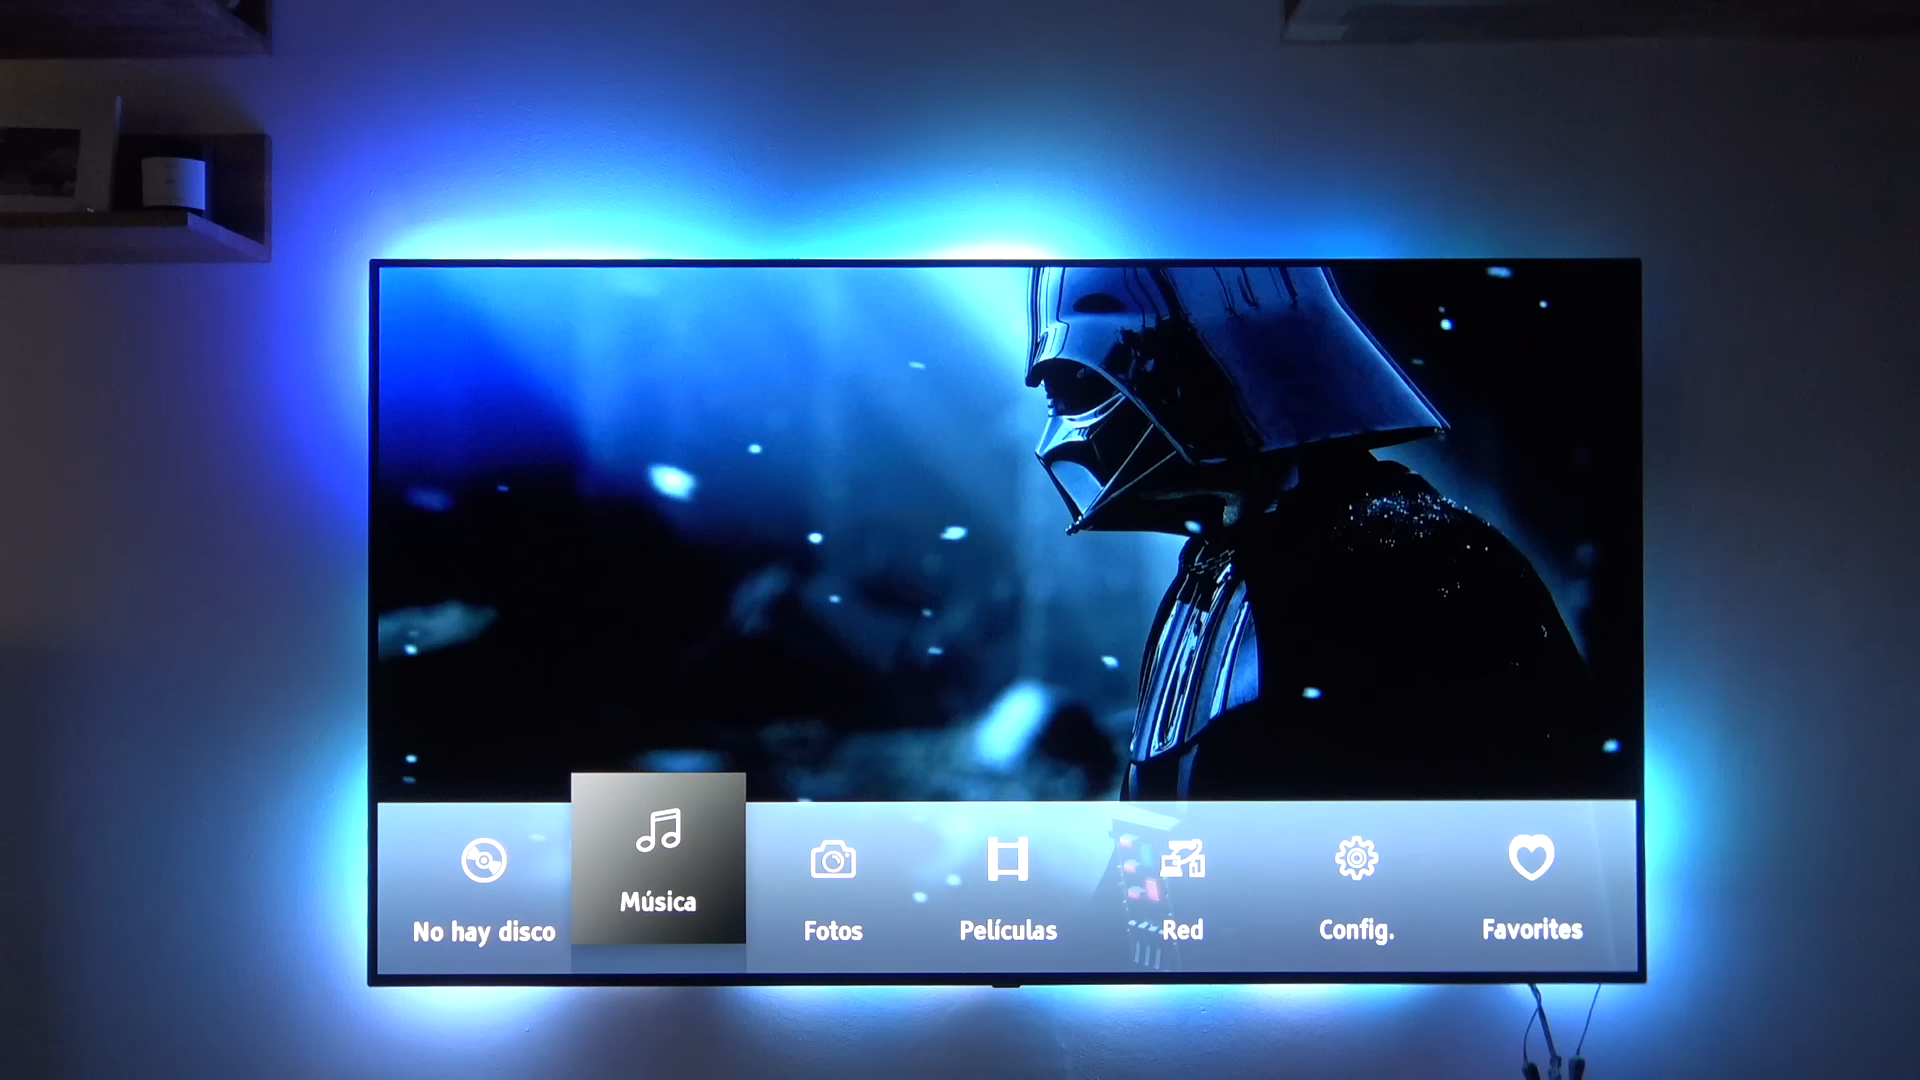 No hay disco
Música
Fotos
Películas
Red
Config.
Favorites